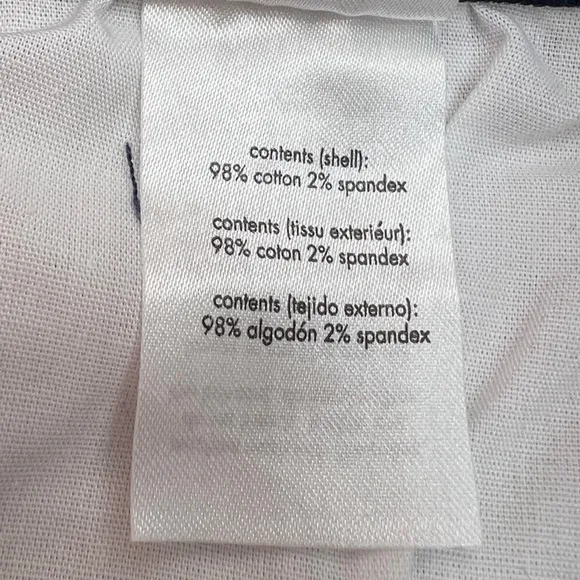 contents (shell):
98% cotton 2% spandex
contents (tissu exteriéur):
98% coton 2% spandex
contents (tejido externo):
98% algodón 2% spandex